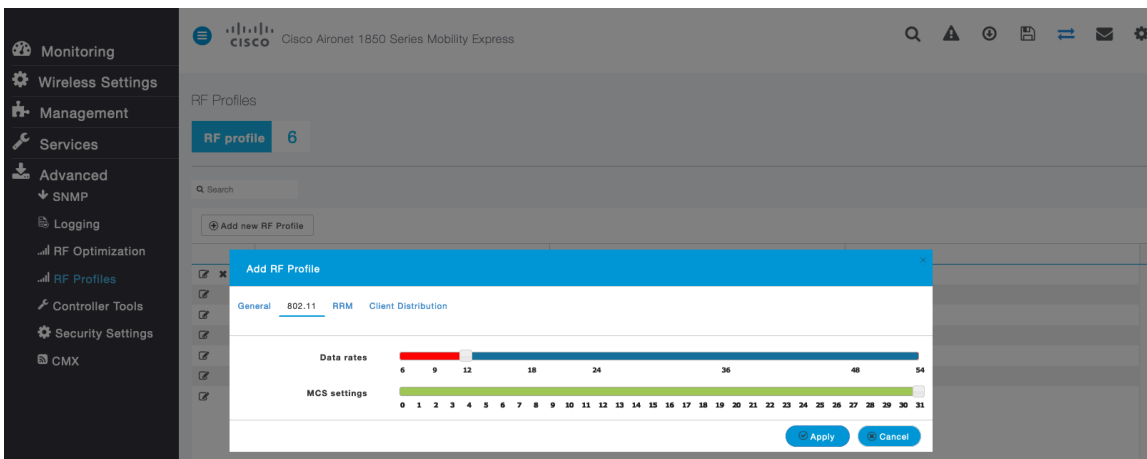 Monitoring
Wireless Settings
Management
Services
Advanced
SNMP
Logging
RF Optimization
RF Profiles
Controller Tools
Security Settings
CMX
CISCO Cisco Aironet 1850 Series Mobility Express
RF Profiles
RF profile 6
Search
Add new RF Profile
Add RF Profile
General 802.11 RRM Client Distribution
Data rates
6 9 12 18 24 36 48 54
MCS settings
0 1 2 3 4 5 6 7 8 9 10 11 12 13 14 15 16 17 18 19 20 21 22 23 24 25 26 27 28 29 30 31
Apply Cancel